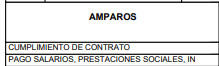 AMPAROS
CUMPLIMIENTO DE CONTRATO
PAGO SALARIOS, PRESTACIONES SOCIALES, IN